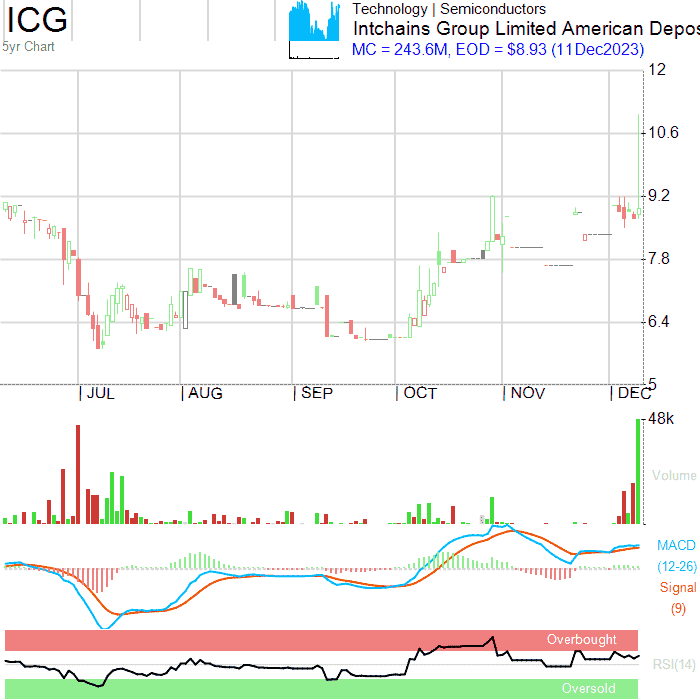 ICG
5yr Chart
Technology | Semiconductors
Intchains Group Limited American Depos
MC = 243.6M, EOD = $8.93 (11Dec2023)
12
10.6
9.2
7.8
6.4
5
JUL AUG SEP OCT NOV DEC
48k
Volume
MACD
(12-26)
Signal
(9)
Overbought
RSI(14)
Oversold